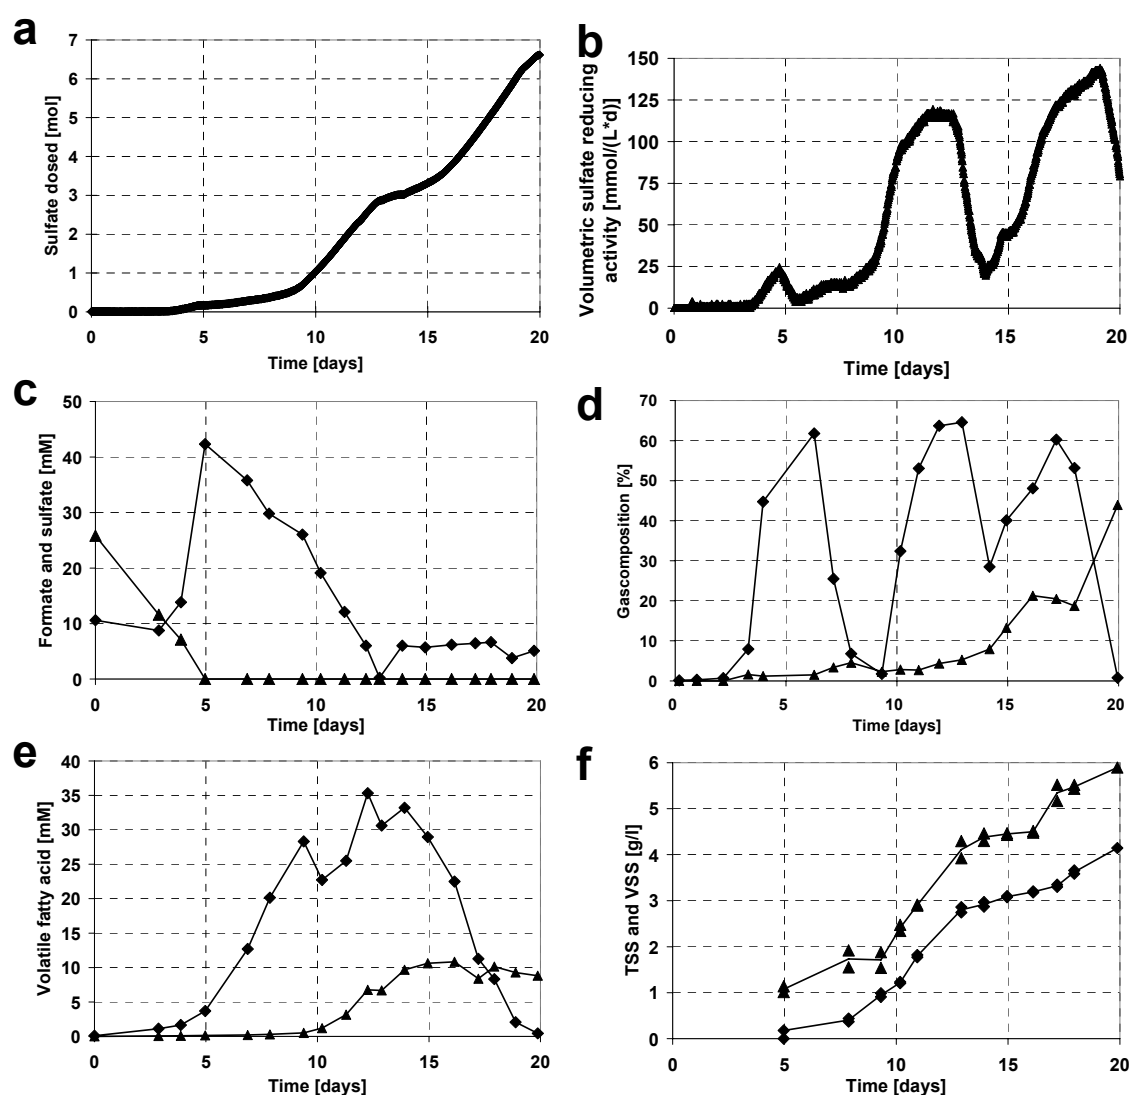 a
7
6
5
4
3
2
1
0
Sulfate dosed [mol]
0 5 10 15 20
Time [days]
b
150
125
100
75
50
25
0
Volumetric sulfate reducing
activity [mmol/(L*d)]
0 5 10 15 20
Time [days]
c
50
40
30
20
10
0
Formate and sulfate [mM]
0 5 10 15 20
Time [days]
d
70
60
50
40
30
20
10
0
Gascomposition [%]
0 5 10 15 20
Time [days]
e
40
35
30
25
20
15
10
5
0
Volatile fatty acid [mM]
0 5 10 15 20
Time [days]
f
6
5
4
3
2
1
0
TSS and VSS [g/l]
0 5 10 15 20
Time [days]